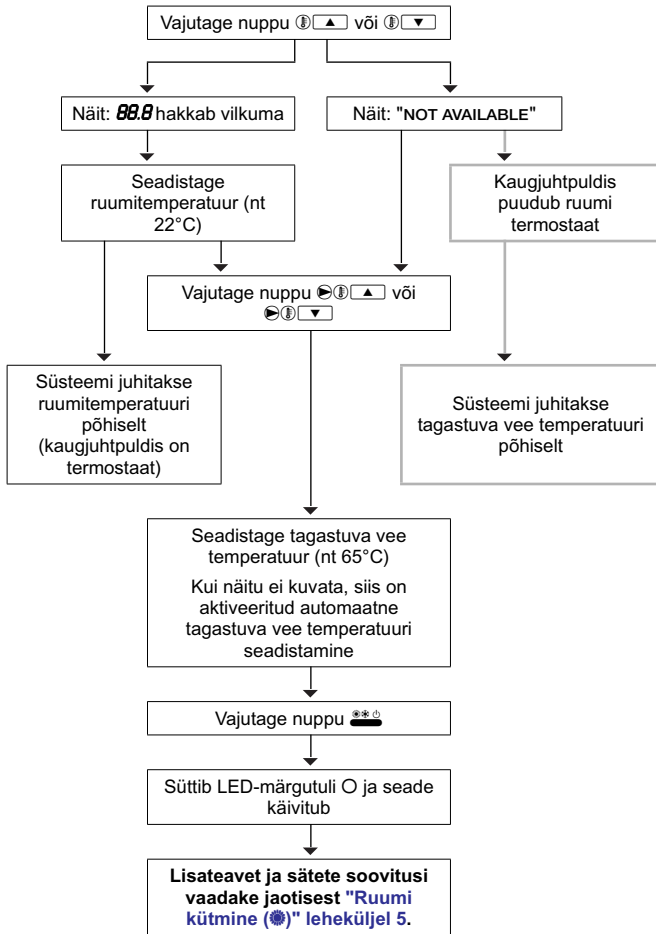 Vajutage nuppu ▲ või ▼
Näit: 88.8 hakkab vilkuma
Näit: "NOT AVAILABLE"
Seadistage
ruumitemperatuur (nt
22°C)
Kaugjuhtpuldis
puudub ruumi
termostaat
Vajutage nuppu ▲ või
▼
Süsteemi juhitakse
ruumitemperatuuri
põhiselt
(kaugjuhtpuldis on
termostaat)
Süsteemi juhitakse
tagastuva vee temperatuuri
põhiselt
Seadistage tagastuva vee
temperatuur (nt 65°C)
Kui näitu ei kuvata, siis on
aktiveeritud automaatne
tagastuva vee temperatuuri
seadistamine
Vajutage nuppu
Süttib LED-märgutuli O ja seade
käivitub
Lisateavet ja sätete soovitusi
vaadake jaotisest "Ruumi
kütmine (☀)" leheküljel 5.